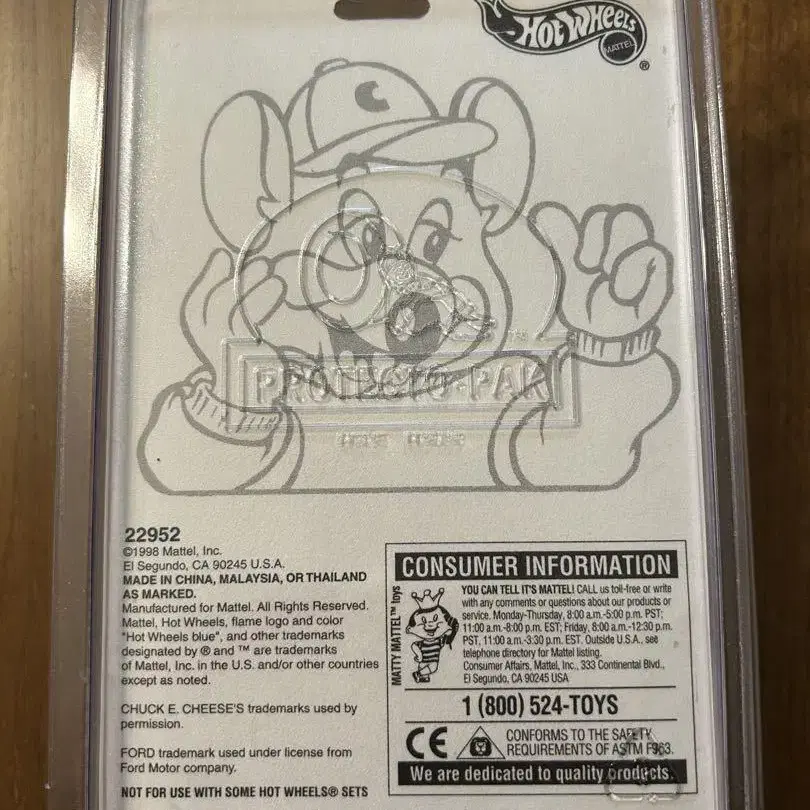 HOT WHEELS
MATTEL
®
PROTECTO-PAK
22952
©1998 Mattel, Inc.
El Segundo, CA 90245 U.S.A.
MADE IN CHINA, MALAYSIA, OR THAILAND
AS MARKED.
Manufactured for Mattel. All Rights Reserved.
Mattel, Hot Wheels, flame logo and color
"Hot Wheels blue", and other trademarks
designated by ® and ™ are trademarks
of Mattel, Inc. in the U.S. and/or other countries
except as noted.
CHUCK E. CHEESE'S trademarks used by
permission.
FORD trademark used under license from
Ford Motor company.
NOT FOR USE WITH SOME HOT WHEELS® SETS
CONSUMER INFORMATION
MATTY MATTEL™ toys
YOU CAN TELL IT'S MATTEL! CALL us toll-free or write
with any comments or questions about our products or
service. Monday-Thursday, 8:00 a.m.-5:00 p.m. PST;
11:00 a.m.-8:00 p.m. EST; Friday, 8:00 a.m.-12:30 p.m.
PST, 11:00 a.m.-3:30 p.m. EST. Outside U.S.A., see
telephone directory for Mattel listing.
Consumer Affairs, Mattel, Inc., 333 Continental Blvd.,
El Segundo, CA 90245 USA
1 (800) 524-TOYS
CE
CONFORMS TO THE SAFETY
REQUIREMENTS OF ASTM F963.
We are dedicated to quality products.